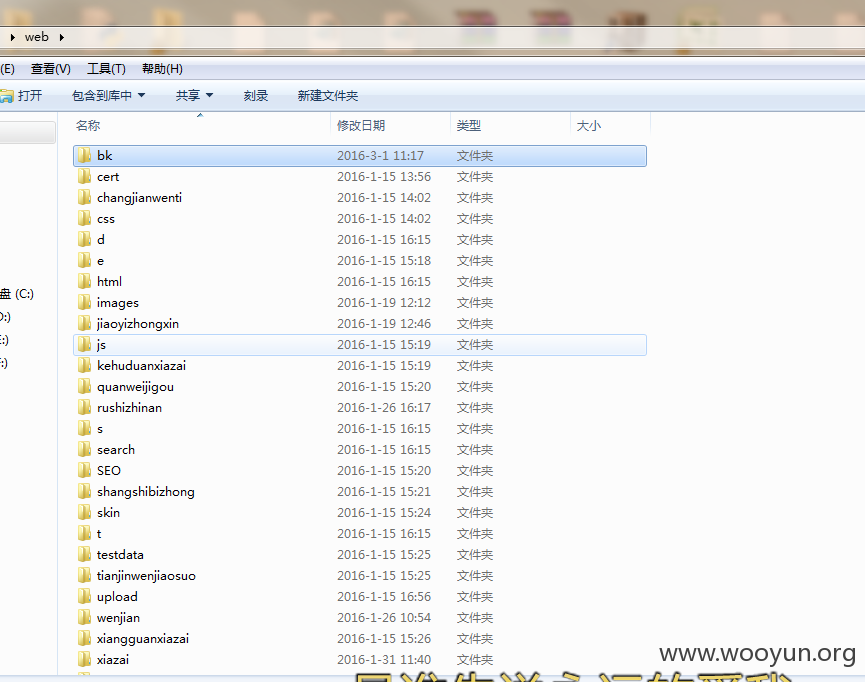 web
(E) 查看(V) 工具(T) 帮助(H)
打开 包含到库中 共享 刻录 新建文件夹
名称 修改日期 类型 大小
bk 2016-3-1 11:17 文件夹
cert 2016-1-15 13:56 文件夹
changjianwenti 2016-1-15 14:02 文件夹
css 2016-1-15 14:02 文件夹
d 2016-1-15 16:15 文件夹
e 2016-1-15 15:18 文件夹
html 2016-1-15 16:15 文件夹
盘 (C:)
images 2016-1-19 12:12 文件夹
:)
jiaoyizhongxin 2016-1-19 12:46 文件夹
:)
js 2016-1-15 15:19 文件夹
:)
kehuduanxiazai 2016-1-15 15:19 文件夹
quanweijigou 2016-1-15 15:20 文件夹
rushizhinan 2016-1-26 16:17 文件夹
s 2016-1-15 16:15 文件夹
search 2016-1-15 16:15 文件夹
SEO 2016-1-15 15:20 文件夹
shangshibizhong 2016-1-15 15:21 文件夹
skin 2016-1-15 15:24 文件夹
t 2016-1-15 16:15 文件夹
testdata 2016-1-15 15:25 文件夹
tianjinwenjiaosuo 2016-1-15 15:25 文件夹
upload 2016-1-15 16:56 文件夹
wenjian 2016-1-26 10:54 文件夹
xiangguanxiazai 2016-1-15 15:26 文件夹
xiazai 2016-1-31 11:40 文件夹
www.wooyun.org